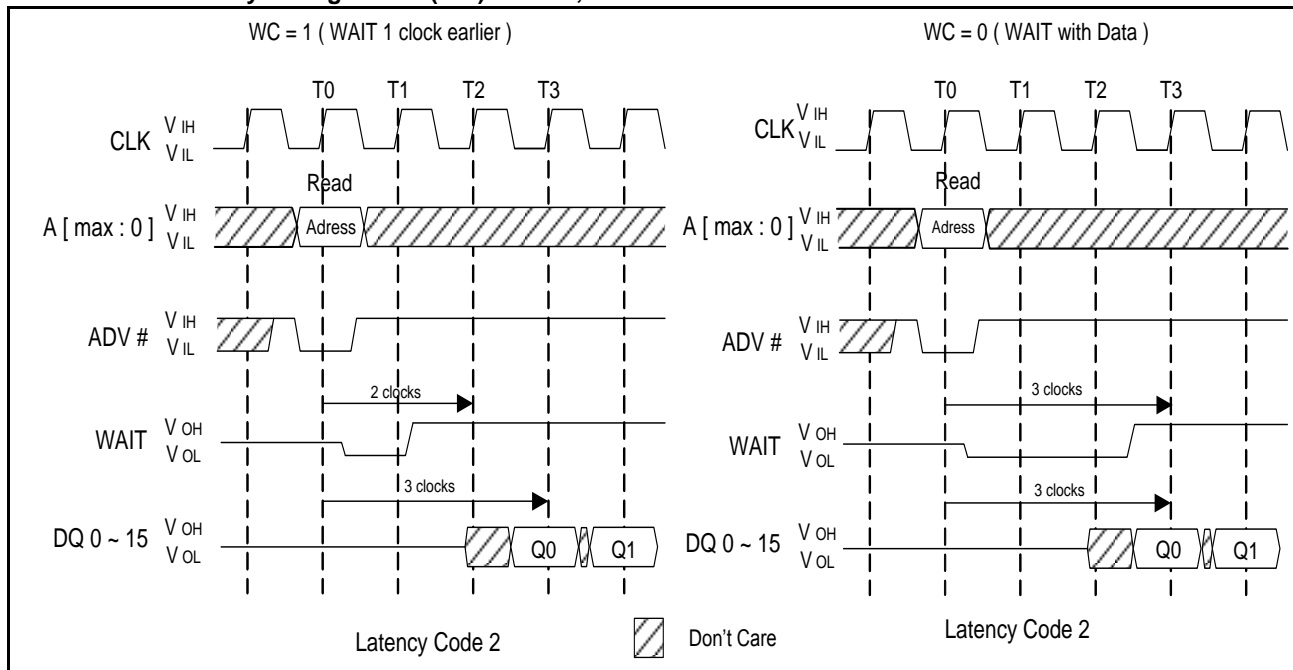 WC = 1 ( WAIT 1 clock earlier )
T0 T1 T2 T3
CLK V IH
V IL
Read
A [ max : 0 ] V IH
V IL
Adress
ADV # V IH
V IL
2 clocks
WAIT V OH
V OL
3 clocks
DQ 0 ~ 15 V OH
V OL
Q0 Q1
Latency Code 2
WC = 0 ( WAIT with Data )
T0 T1 T2 T3
CLK V IH
V IL
Read
A [ max : 0 ] V IH
V IL
Adress
ADV # V IH
V IL
3 clocks
WAIT V OH
V OL
3 clocks
DQ 0 ~ 15 V OH
V OL
Q0 Q1
Latency Code 2
Don't Care